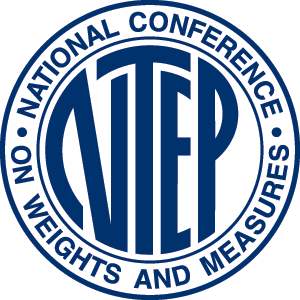 NATIONAL CONFERENCE
NTEP
ON WEIGHTS AND MEASURES